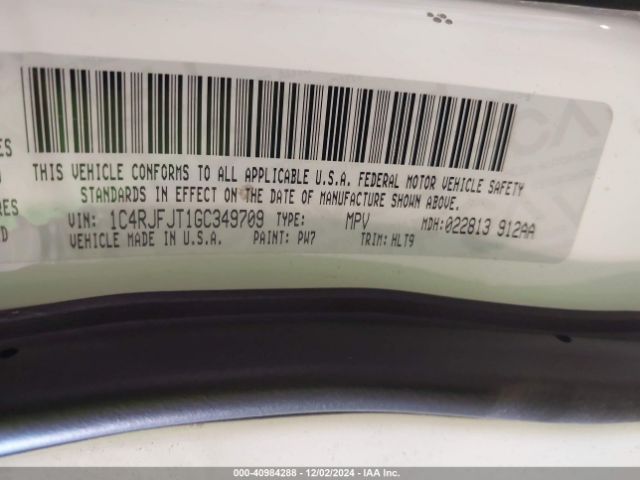 ES
THIS VEHICLE CONFORMS TO ALL APPLICABLE U.S.A. FEDERAL MOTOR VEHICLE SAFETY
STANDARDS IN EFFECT ON THE DATE OF MANUFACTURE SHOWN ABOVE.
RES
VIN: 1C4RJFJT1GC349709 TYPE: MPV MDH:022813 912AA
D
VEHICLE MADE IN U.S.A. PAINT: PW7 TRIM: HLT9
000-40984288 - 12/02/2024 - IAA Inc.